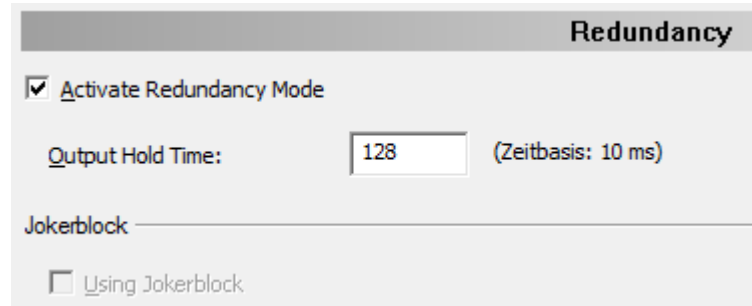 Redundancy
Activate Redundancy Mode
Output Hold Time: 128 (Zeitbasis: 10 ms)
Jokerblock
Using Jokerblock